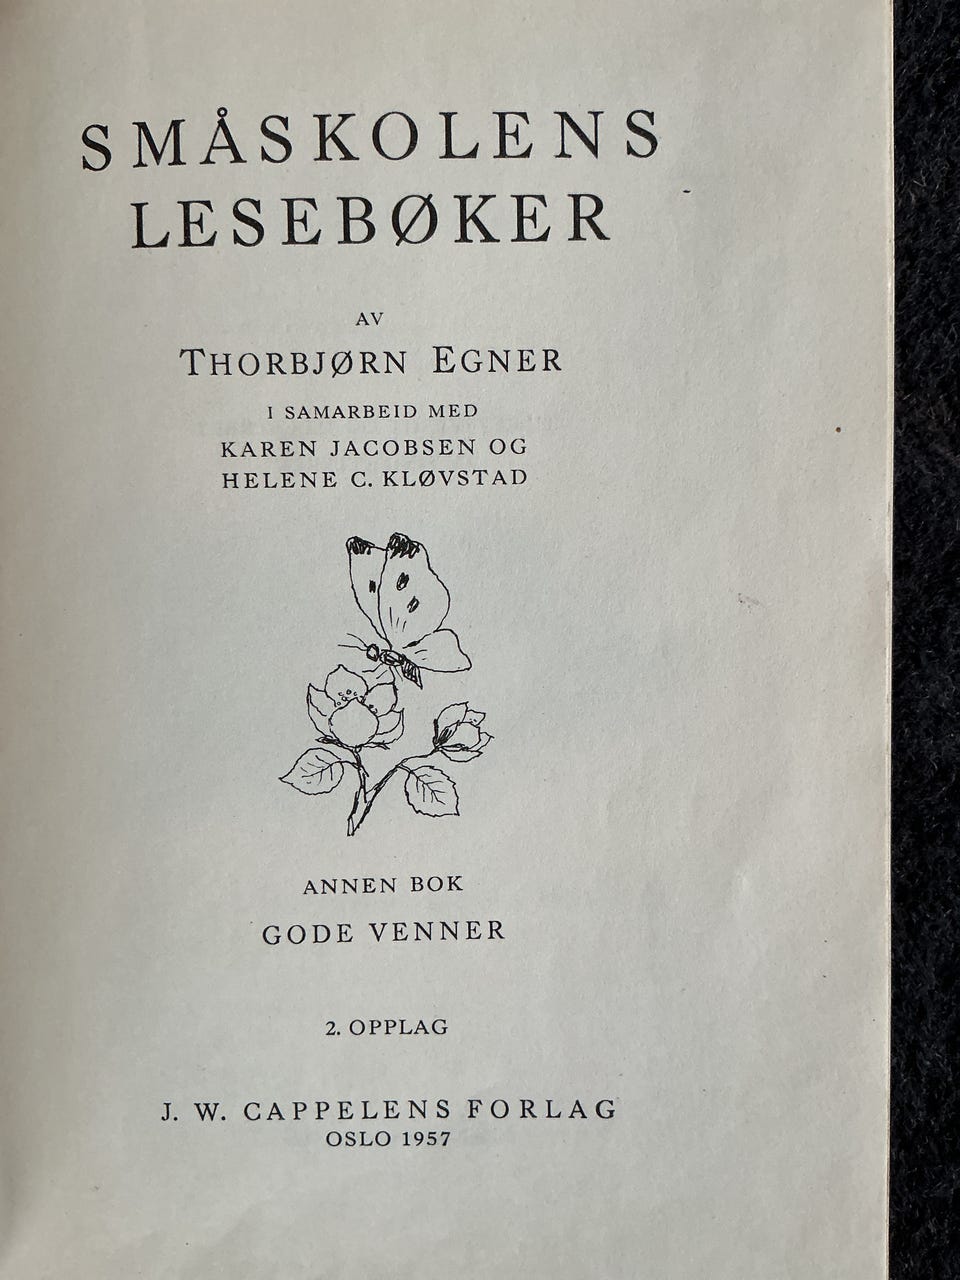 SMÅSKOLENS
LESEBØKER
AV
THORBJØRN EGNER
I SAMARBEID MED
KAREN JACOBSEN OG
HELENE C. KLØVSTAD
ANNEN BOK
GODE VENNER
2. OPPLAG
J. W. CAPPELENS FORLAG
OSLO 1957